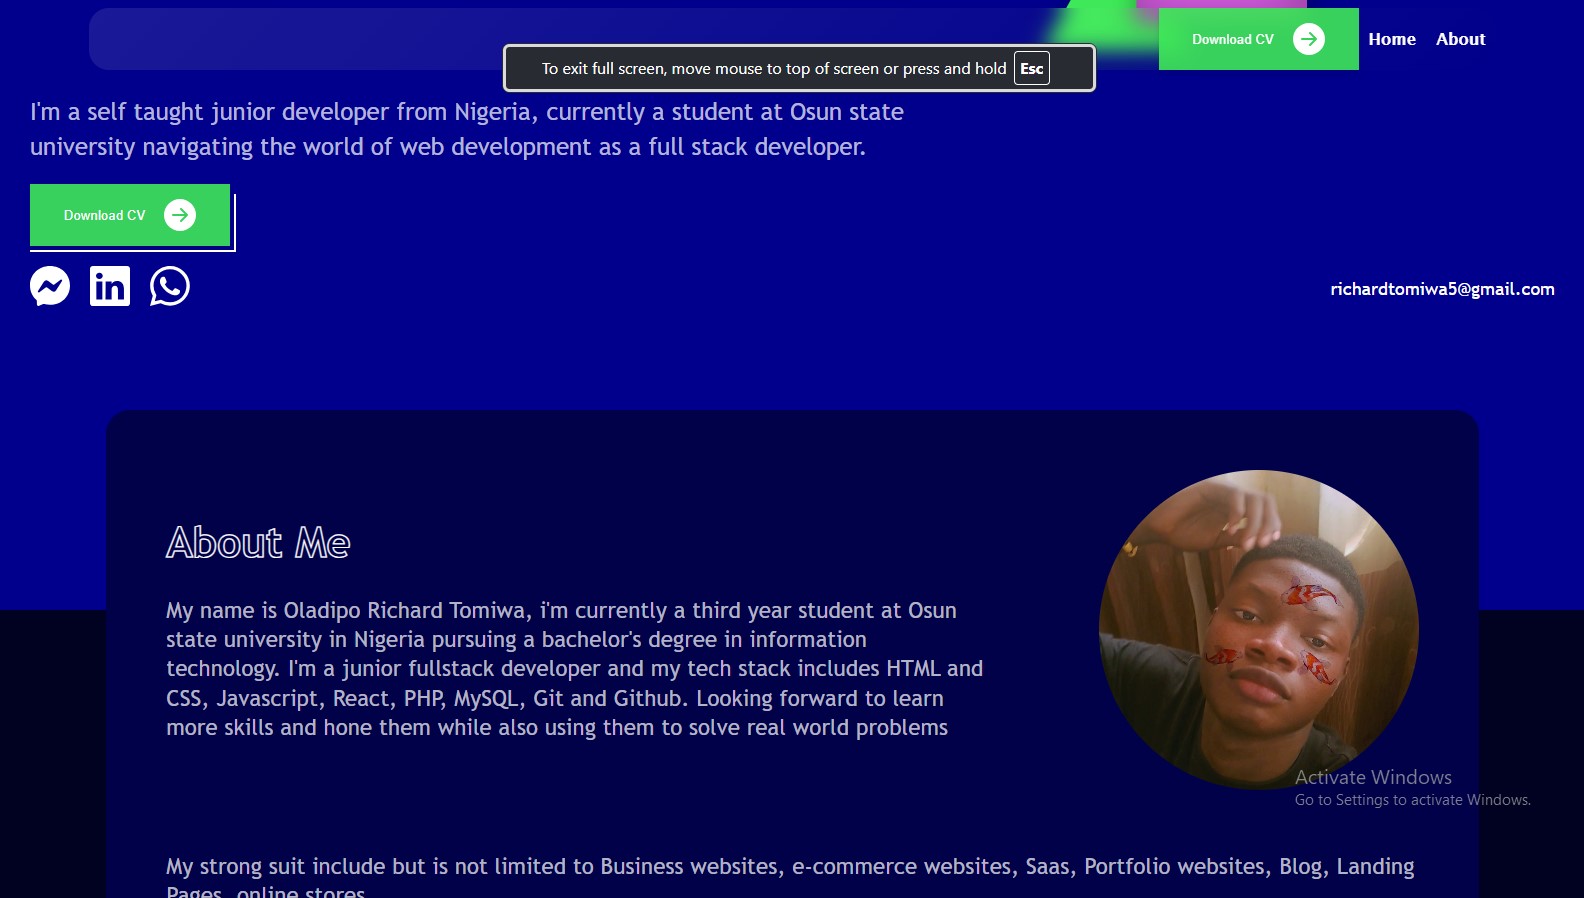 Download CV
Home
About
To exit full screen, move mouse to top of screen or press and hold Esc
I'm a self taught junior developer from Nigeria, currently a student at Osun state
university navigating the world of web development as a full stack developer.
Download CV
in
richardtomiwa5@gmail.com
About Me
My name is Oladipo Richard Tomiwa, i'm currently a third year student at Osun
state university in Nigeria pursuing a bachelor's degree in information
technology. I'm a junior fullstack developer and my tech stack includes HTML and
CSS, Javascript, React, PHP, MySQL, Git and Github. Looking forward to learn
more skills and hone them while also using them to solve real world problems
Activate Windows
Go to Settings to activate Windows.
My strong suit include but is not limited to Business websites, e-commerce websites, Saas, Portfolio websites, Blog, Landing
Pages, online stores